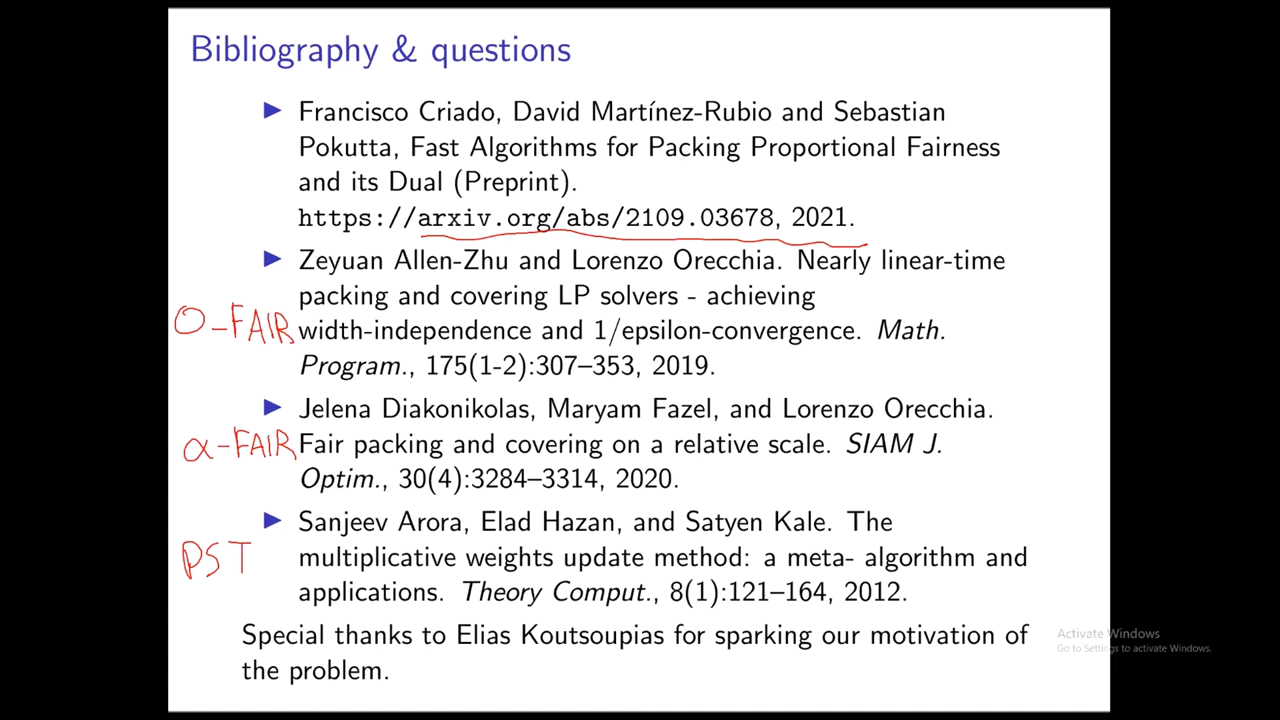 Bibliography & questions
▶ Francisco Criado, David Martínez-Rubio and Sebastian
Pokutta, Fast Algorithms for Packing Proportional Fairness
and its Dual (Preprint).
https://arxiv.org/abs/2109.03678, 2021.
▶ Zeyuan Allen-Zhu and Lorenzo Orecchia. Nearly linear-time
packing and covering LP solvers - achieving
O-FAIR width-independence and 1/epsilon-convergence. Math.
Program., 175(1-2):307–353, 2019.
▶ Jelena Diakonikolas, Maryam Fazel, and Lorenzo Orecchia.
α-FAIR Fair packing and covering on a relative scale. SIAM J.
Optim., 30(4):3284–3314, 2020.
▶ Sanjeev Arora, Elad Hazan, and Satyen Kale. The
PST multiplicative weights update method: a meta- algorithm and
applications. Theory Comput., 8(1):121–164, 2012.
Special thanks to Elias Koutsoupias for sparking our motivation of
the problem.
Activate Windows
Go to Settings to activate Windows.